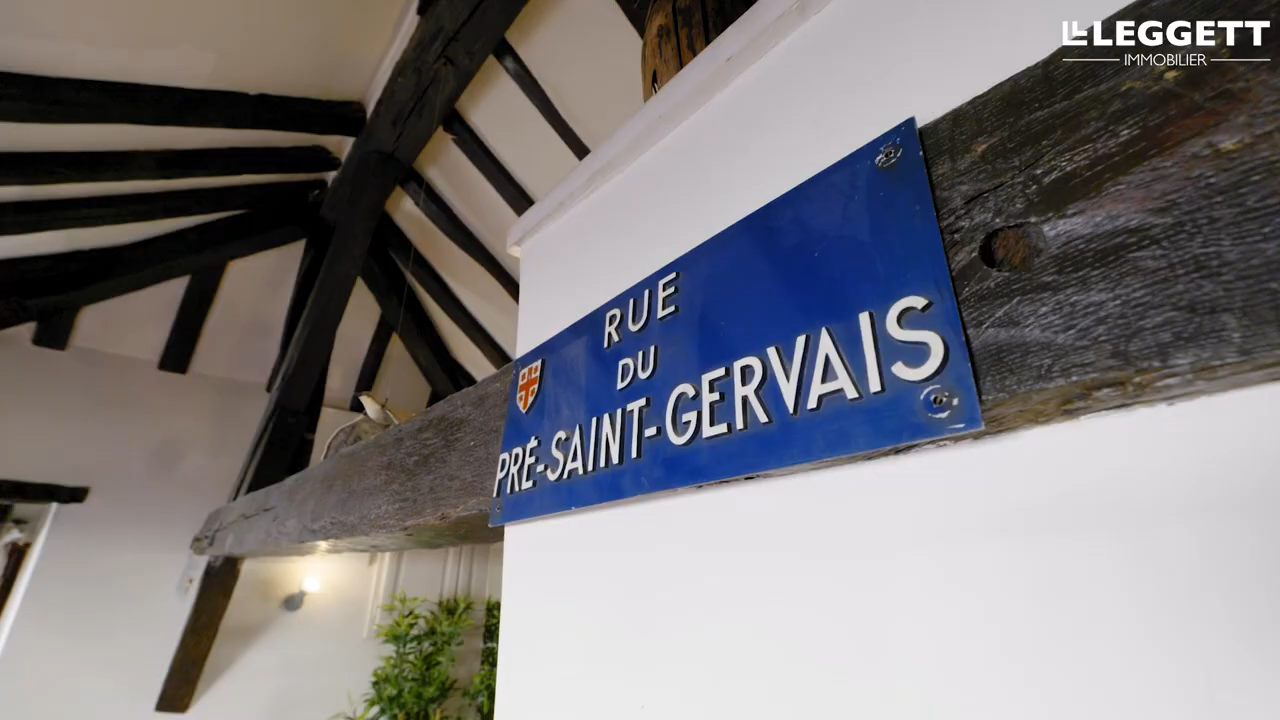 LEGGETT
IMMOBILIER
RUE
DU
PRÉ-SAINT-GERVAIS